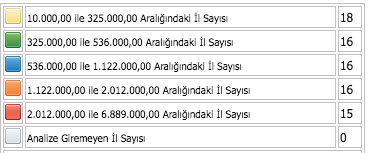 10.000,00 ile 325.000,00 Aralığındaki İl Sayısı 18
325.000,00 ile 536.000,00 Aralığındaki İl Sayısı 16
536.000,00 ile 1.122.000,00 Aralığındaki İl Sayısı 16
1.122.000,00 ile 2.012.000,00 Aralığındaki İl Sayısı 16
2.012.000,00 ile 6.889.000,00 Aralığındaki İl Sayısı 15
Analize Giremeyen İl Sayısı 0